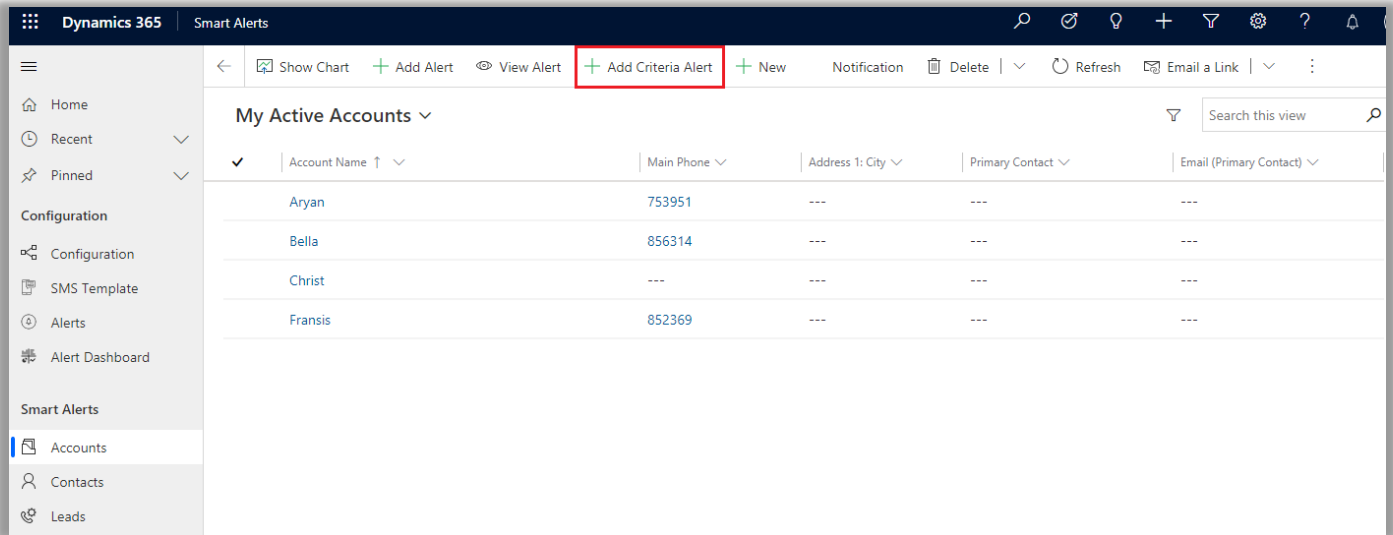 Dynamics 365 Smart Alerts ?
Show Chart Add Alert View Alert Add Criteria Alert New Notification Delete Refresh Email a Link
Home
My Active Accounts Search this view
Recent
Account Name Main Phone Address 1: City Primary Contact Email (Primary Contact)
Pinned
Aryan 753951 --- --- ---
Configuration
Bella 856314 --- --- ---
Configuration
Christ --- --- --- ---
SMS Template
Fransis 852369 --- --- ---
Alerts
Alert Dashboard
Smart Alerts
Accounts
Contacts
Leads